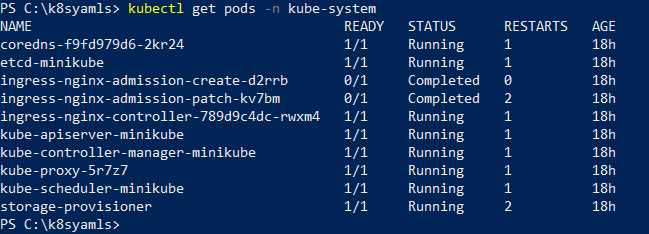 PS C:\k8syamls> kubectl get pods -n kube-system
NAME READY STATUS RESTARTS AGE
coredns-f9fd979d6-2kr24 1/1 Running 1 18h
etcd-minikube 1/1 Running 1 18h
ingress-nginx-admission-create-d2rrb 0/1 Completed 0 18h
ingress-nginx-admission-patch-kv7bm 0/1 Completed 2 18h
ingress-nginx-controller-789d9c4dc-rwxm4 1/1 Running 1 18h
kube-apiserver-minikube 1/1 Running 1 18h
kube-controller-manager-minikube 1/1 Running 1 18h
kube-proxy-5r7z7 1/1 Running 1 18h
kube-scheduler-minikube 1/1 Running 1 18h
storage-provisioner 1/1 Running 2 18h
PS C:\k8syamls>